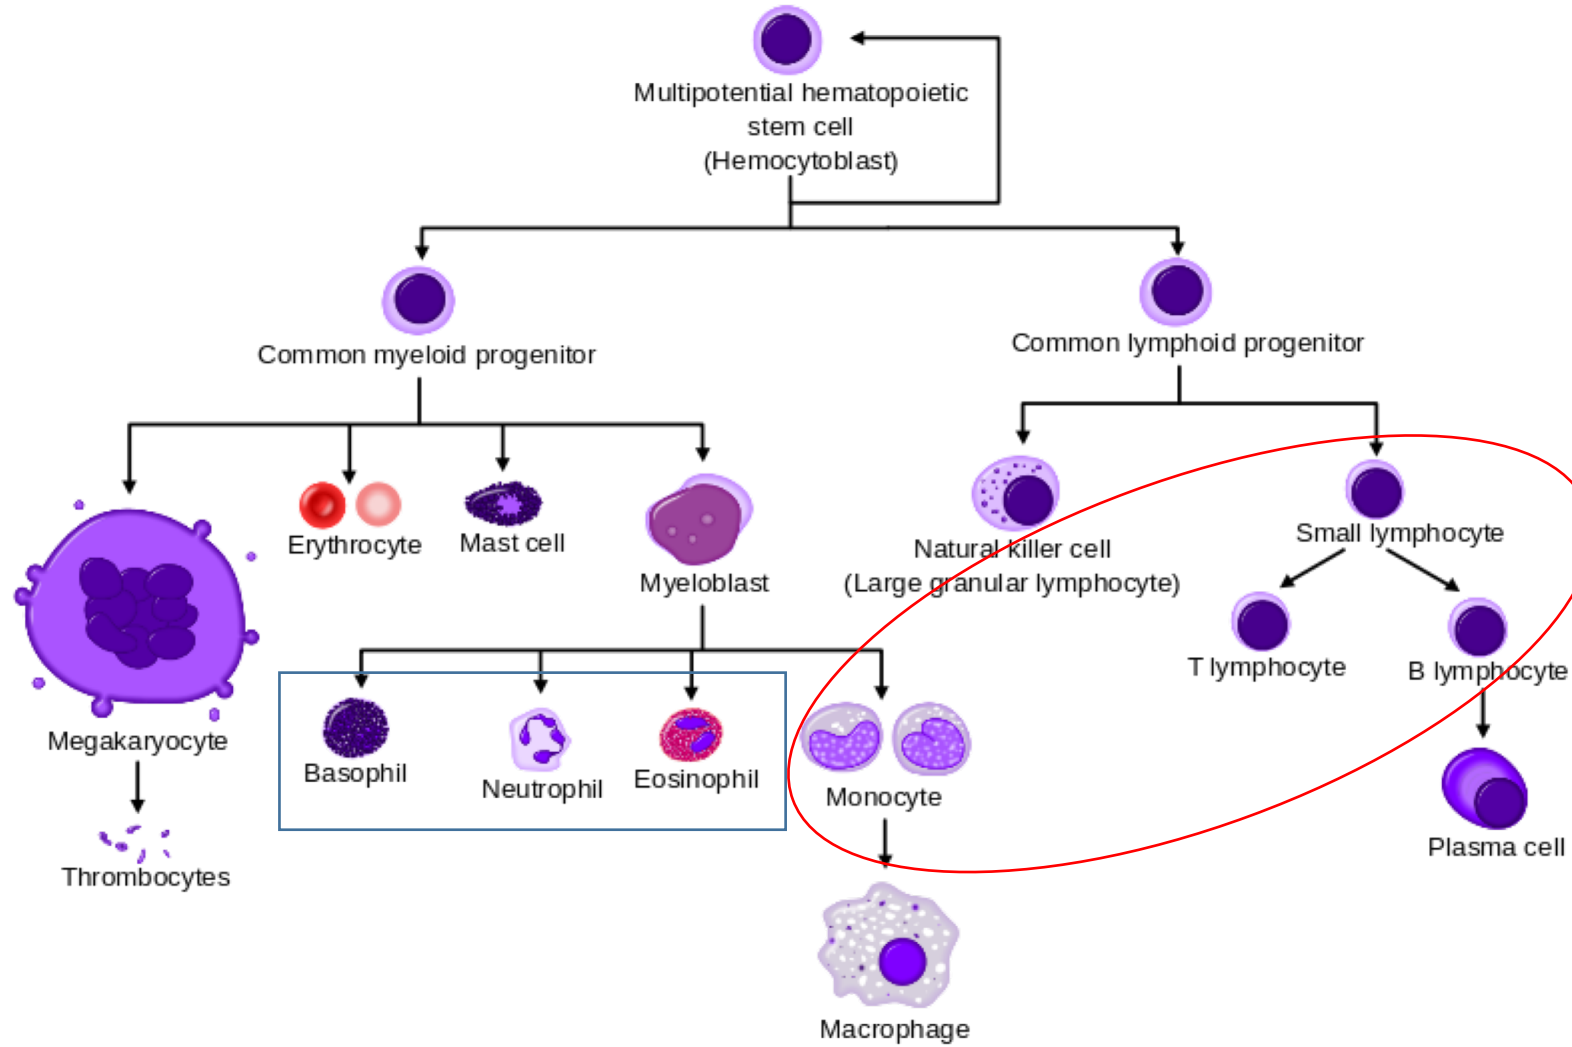 Multipotential hematopoietic
stem cell
(Hemocytoblast)
Common myeloid progenitor
Common lymphoid progenitor
Erythrocyte
Mast cell
Myeloblast
Natural killer cell
(Large granular lymphocyte)
Small lymphocyte
T lymphocyte
B lymphocyte
Megakaryocyte
Basophil
Neutrophil
Eosinophil
Monocyte
Plasma cell
Thrombocytes
Macrophage